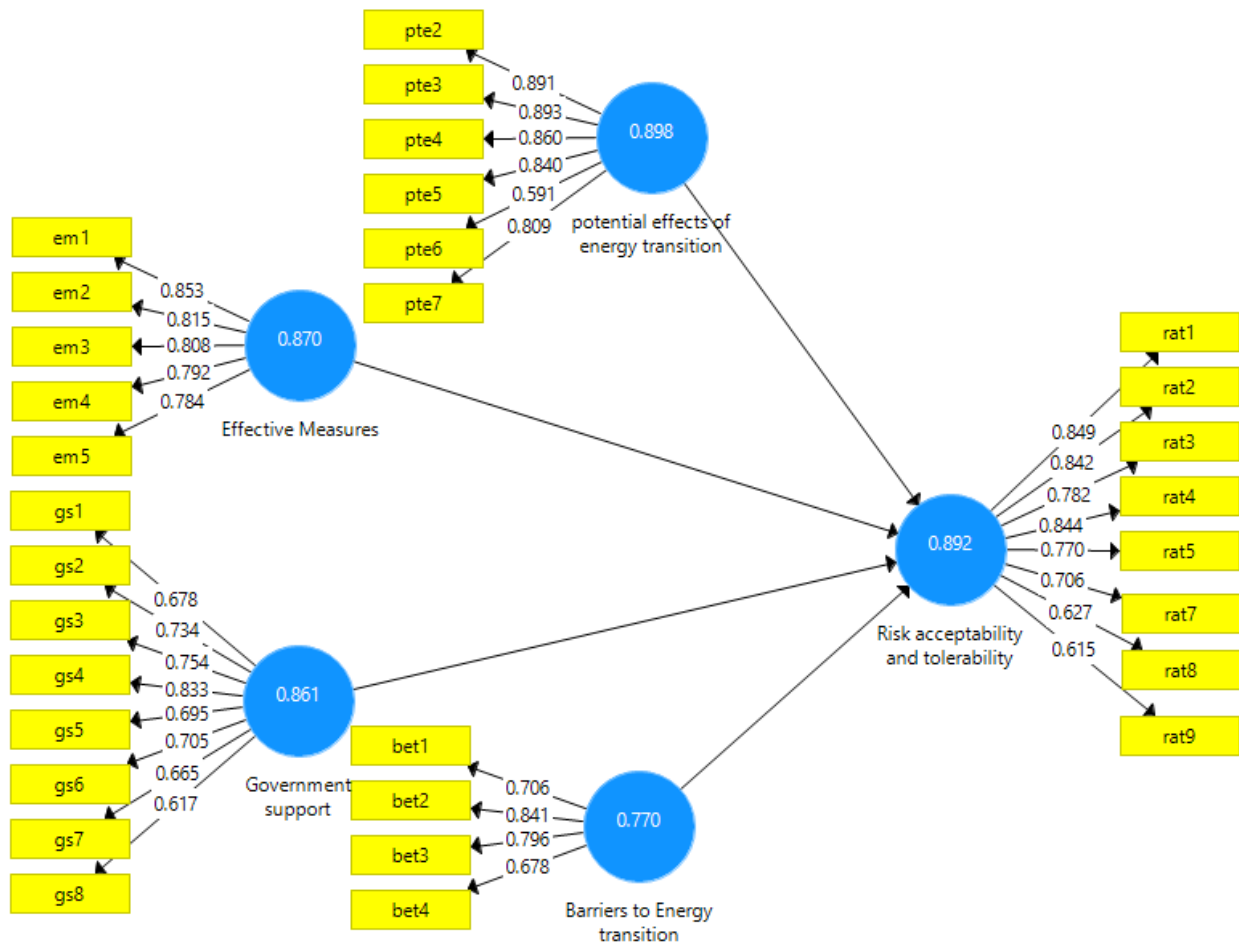 pte2
pte3
pte4
pte5
pte6
pte7
0.891
0.893
0.860
0.840
0.591
0.809
0.898
potential effects of
energy transition
em1
em2
em3
em4
em5
0.853
0.815
0.808
0.792
0.784
0.870
Effective Measures
gs1
gs2
gs3
gs4
gs5
gs6
gs7
gs8
0.678
0.734
0.754
0.833
0.695
0.705
0.665
0.617
0.861
Government
support
bet1
bet2
bet3
bet4
0.706
0.841
0.796
0.678
0.770
Barriers to Energy
transition
0.892
Risk acceptability
and tolerability
0.849
0.842
0.782
0.844
0.770
0.706
0.627
0.615
rat1
rat2
rat3
rat4
rat5
rat7
rat8
rat9